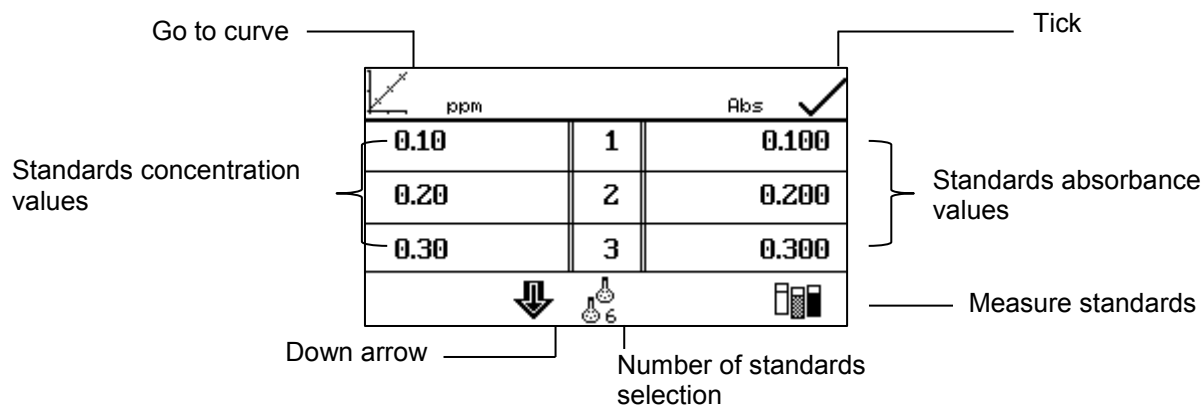 Go to curve
Tick
ppm Abs
0.10 1 0.100
Standards concentration
values
0.20 2 0.200
Standards absorbance
values
0.30 3 0.300
6
Measure standards
Down arrow
Number of standards
selection